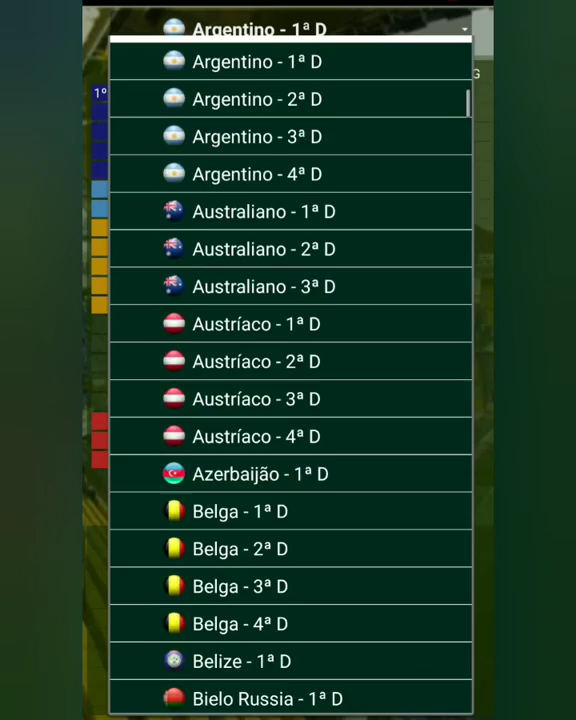 Argentino - 1ª D
G
Argentino - 1ª D
1º
Argentino - 2ª D
Argentino - 3ª D
Argentino - 4ª D
Australiano - 1ª D
Australiano - 2ª D
Australiano - 3ª D
Austríaco - 1ª D
Austríaco - 2ª D
Austríaco - 3ª D
Austríaco - 4ª D
Azerbaijão - 1ª D
Belga - 1ª D
Belga - 2ª D
Belga - 3ª D
Belga - 4ª D
Belize - 1ª D
Bielo Russia - 1ª D